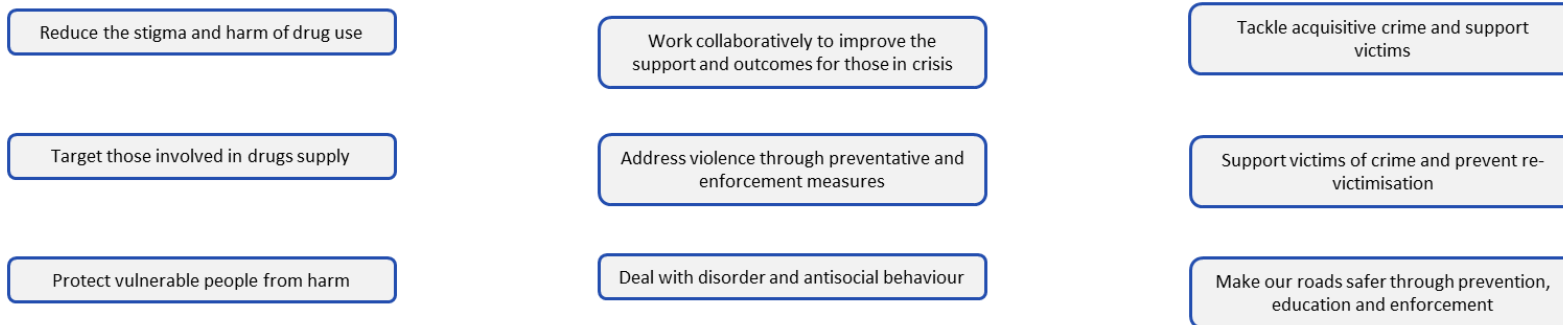 Reduce the stigma and harm of drug use
Work collaboratively to improve the
support and outcomes for those in crisis
Tackle acquisitive crime and support
victims
Target those involved in drugs supply
Address violence through preventative and
enforcement measures
Support victims of crime and prevent re-
victimisation
Protect vulnerable people from harm
Deal with disorder and antisocial behaviour
Make our roads safer through prevention,
education and enforcement